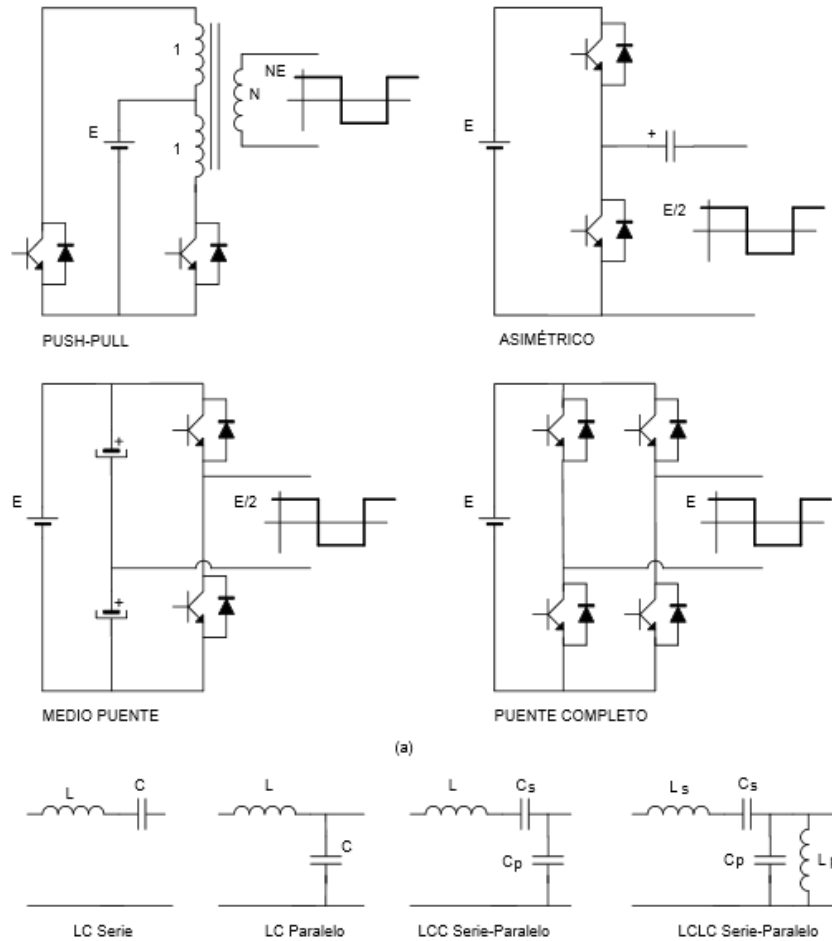 1
NE
N
E
1
PUSH-PULL
E
+
E/2
ASIMÉTRICO
+
E
E/2
+
MEDIO PUENTE
E
E
PUENTE COMPLETO
(a)
L
C
LC Serie
L
C
LC Paralelo
L
Cs
Cp
LCC Serie-Paralelo
Ls
Cs
Cp
L
LCLC Serie-Paralelo